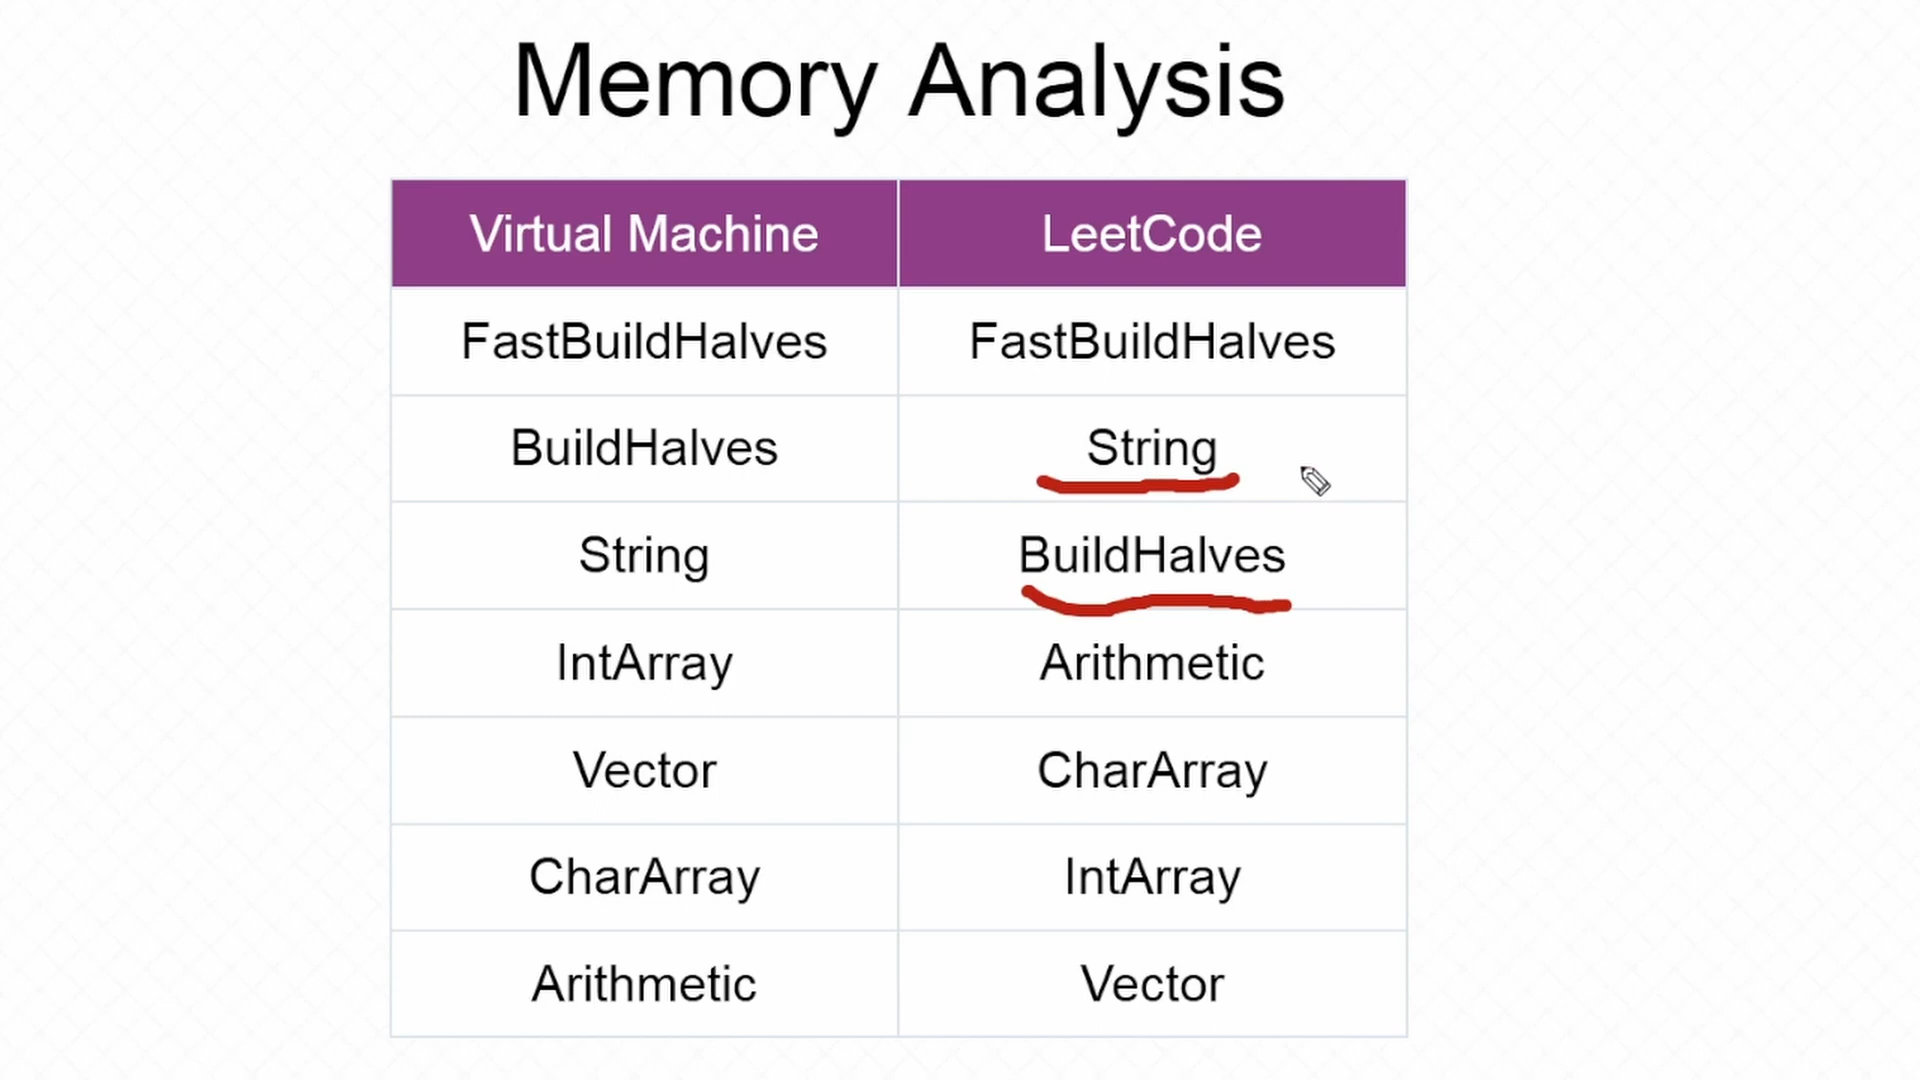 Memory Analysis
Virtual Machine LeetCode
FastBuildHalves FastBuildHalves
BuildHalves String
String BuildHalves
IntArray Arithmetic
Vector CharArray
CharArray IntArray
Arithmetic Vector